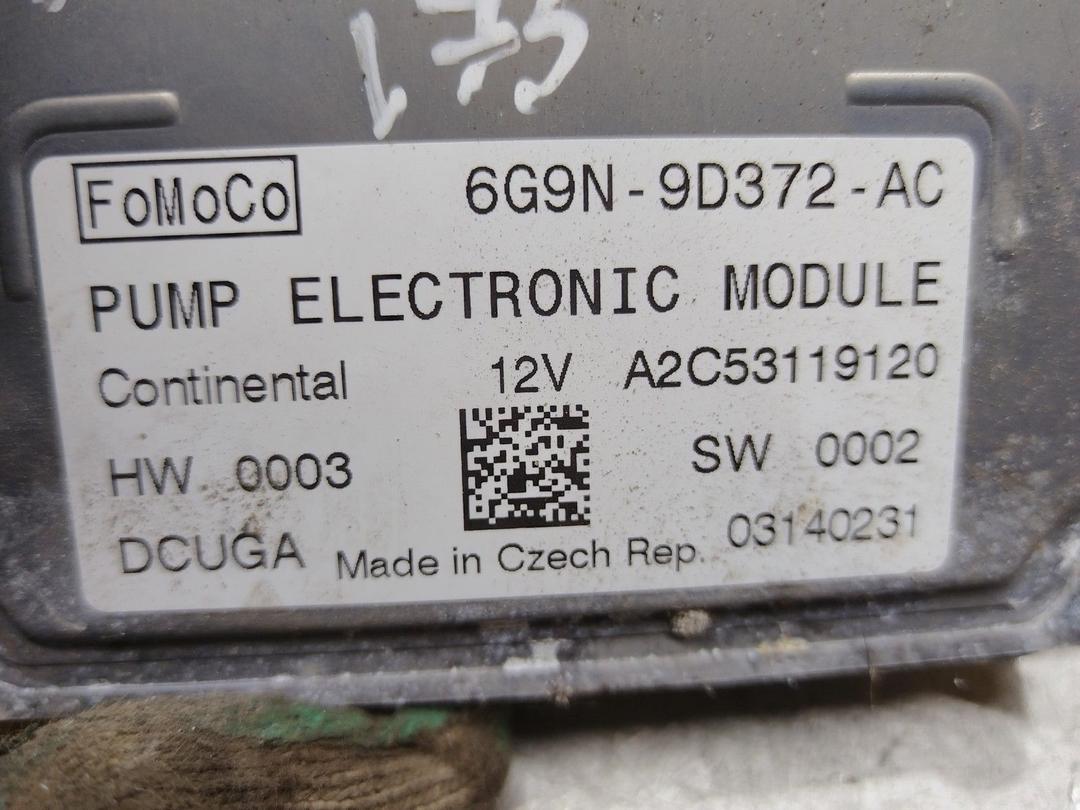 FoMoCo 6G9N-9D372-AC
PUMP ELECTRONIC MODULE
Continental 12V A2C53119120
HW 0003 SW 0002
DCUGA Made in Czech Rep. 03140231